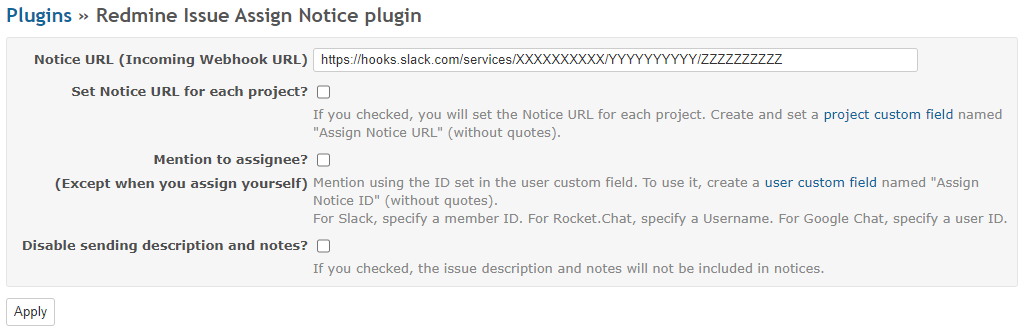 Plugins » Redmine Issue Assign Notice plugin
Notice URL (Incoming Webhook URL) https://hooks.slack.com/services/XXXXXXXXXX/YYYYYYYYYY/ZZZZZZZZZZ
Set Notice URL for each project?
If you checked, you will set the Notice URL for each project. Create and set a project custom field named
"Assign Notice URL" (without quotes).
Mention to assignee?
(Except when you assign yourself) Mention using the ID set in the user custom field. To use it, create a user custom field named "Assign
Notice ID" (without quotes).
For Slack, specify a member ID. For Rocket.Chat, specify a Username. For Google Chat, specify a user ID.
Disable sending description and notes?
If you checked, the issue description and notes will not be included in notices.
Apply